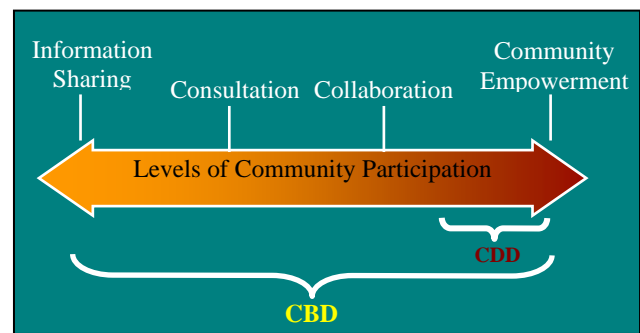 Information
Sharing
Consultation
Collaboration
Community
Empowerment
Levels of Community Participation
CDD
CBD